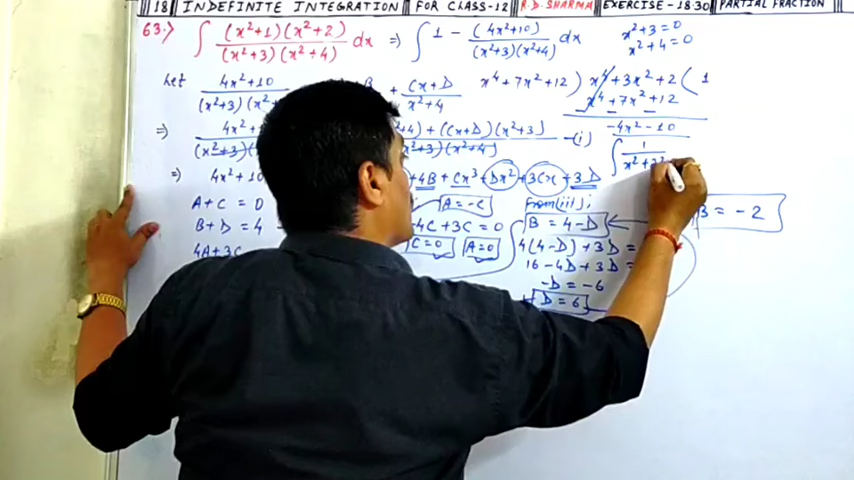 18 INDEFINITE INTEGRATION FOR CLASS-12 R.D. SHARMA EXERCISE-18.30 PARTIAL FRACTION
63.) ∫ (x²+1)(x²+2) / (x²+3)(x²+4) dx ⇒ ∫ 1 - (4x²+10) / (x²+3)(x²+4) dx
x²+3=0
x²+4=0
Let 4x²+10 / (x²+3)(x² B + Cx+D / x²+4
x⁴+7x²+12) x⁴+3x²+2 (1
x⁴+7x²+12
-4x²-10
⇒ 4x²+ / (x²+3)( +4) + (Cx+D)(x²+3) / (x²+3)(x²+4) -(i)
∫ 1 / x²+
⇒ 4x²+10 +4B + Cx³ + Dx² + 3Cx + 3D
A+C = 0
A=-C
from (iii);
B+D = 4
-4C+3C=0
B = 4-D
B = -2
4A+3C
C=0
A=0
4(4-D)+3D=
16-4D+3D=
-D=-6
D=6